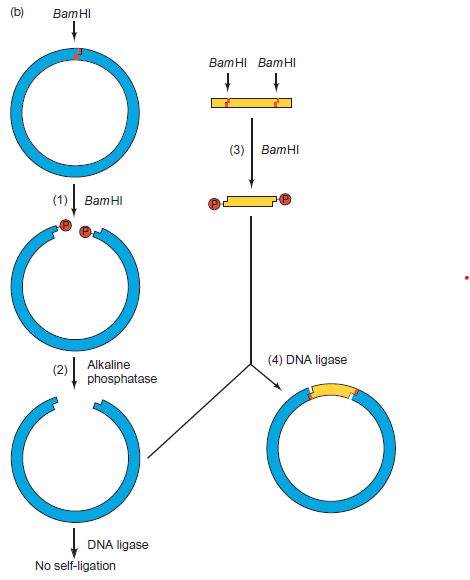 (b)
BamHI
BamHI BamHI
(3) BamHI
(1) BamHI
P P
P P
(2) Alkaline
phosphatase
(4) DNA ligase
DNA ligase
No self-ligation